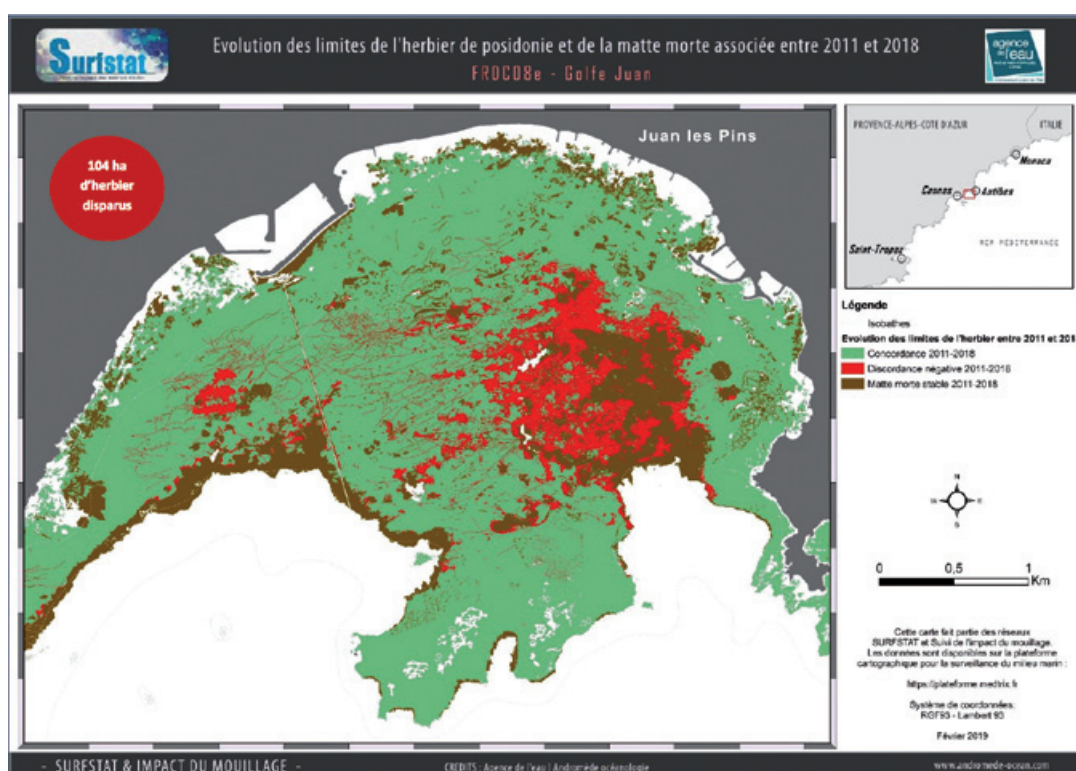 Surfstat
Evolution des limites de l'herbier de posidonie et de la matte morte associée entre 2011 et 2018
FRDC08e - Golfe Juan
agence
de l'eau
104 ha
d'herbier
disparus
Juan les Pins
PROVENCE-ALPES-COTE D'AZUR
ITALIE
Monaco
Cannes
Antibes
Saint-Tropez
MER MÉDITERRANÉE
Légende
Isobathes
Evolution des limites de l'herbier entre 2011 et 201
Concordance 2011-2018
Discordance négative 2011-2018
Matte morte stable 2011-2018
N
W
E
S
0
0,5
1
Km
Cette carte fait partie des réseaux
SURFSTAT et Suivi de l'impact du mouillage.
Les données sont disponibles sur la plateforme
cartographique pour la surveillance du milieu marin :
https://plateforme.medtrix.fr
Système de coordonnées:
RGF93 - Lambert 93
Février 2019
- SURFSTAT & IMPACT DU MOUILLAGE -
CREDITS : Agence de l'eau | Andromède océanologie
www.andromede-ocean.com